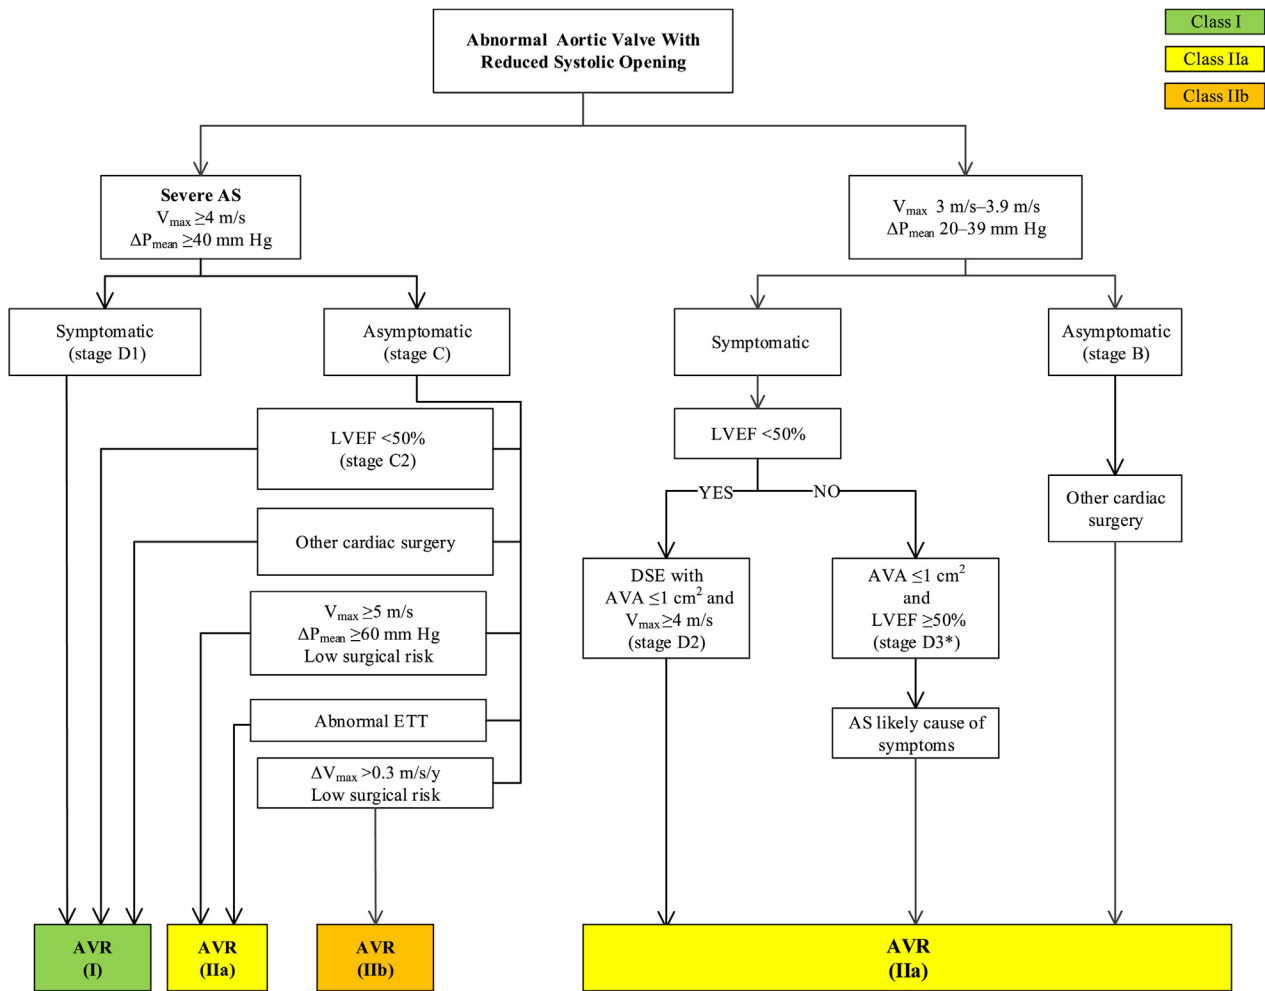 Abnormal Aortic Valve With
Reduced Systolic Opening
Class I
Class IIa
Class IIb
Severe AS
Vmax ≥4 m/s
ΔPmean ≥40 mm Hg
Vmax 3 m/s–3.9 m/s
ΔPmean 20–39 mm Hg
Symptomatic
(stage D1)
Asymptomatic
(stage C)
Symptomatic
Asymptomatic
(stage B)
LVEF <50%
(stage C2)
LVEF <50%
YES
NO
Other cardiac surgery
Other cardiac
surgery
Vmax ≥5 m/s
ΔPmean ≥60 mm Hg
Low surgical risk
DSE with
AVA ≤1 cm²and
Vmax≥4 m/s
(stage D2)
AVA ≤1 cm²
and
LVEF ≥50%
(stage D3*)
Abnormal ETT
AS likely cause of
symptoms
ΔVmax >0.3 m/s/y
Low surgical risk
AVR
(I)
AVR
(IIa)
AVR
(IIb)
AVR
(IIa)